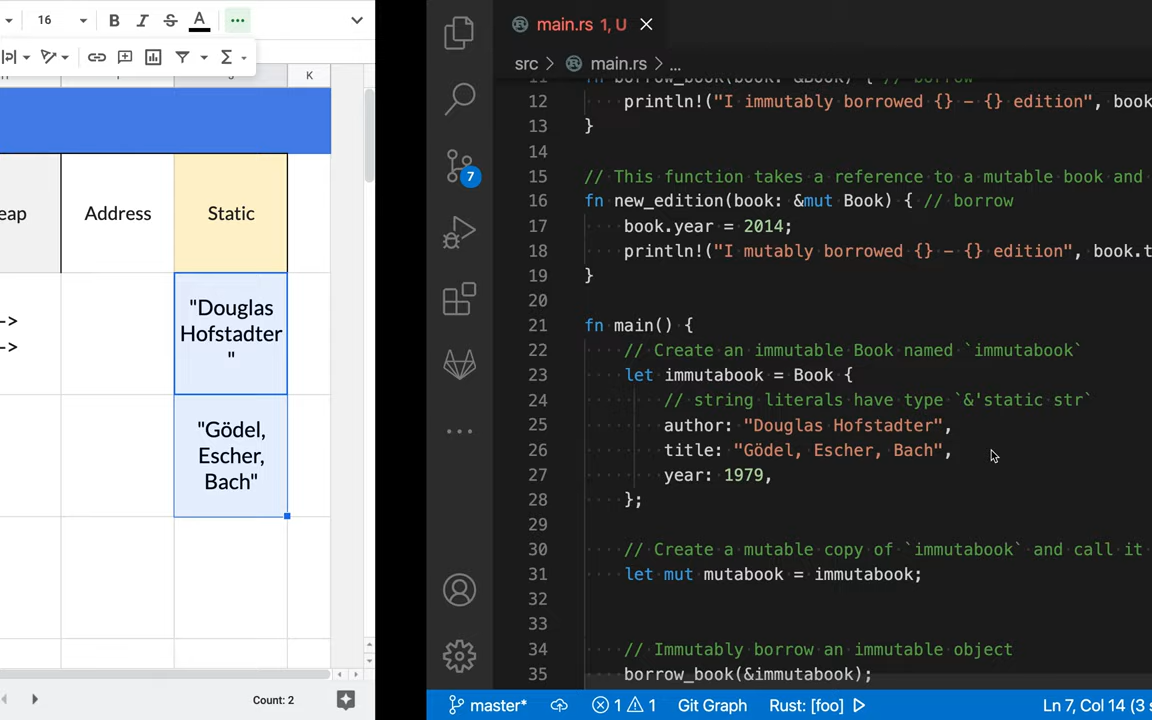 16
B
I
S
A
Σ
K
eap
Address
Static
->
->
"Douglas
Hofstadter
"
"Gödel,
Escher,
Bach"
Count: 2
main.rs 1, U
src > main.rs > ...
7
fn borrow_book(book: &Book) { // borrow
12 println!("I immutably borrowed {} - {} edition", book
13 }
14
15 // This function takes a reference to a mutable book and
16 fn new_edition(book: &mut Book) { // borrow
17 book.year = 2014;
18 println!("I mutably borrowed {} - {} edition", book.t
19 }
20
21 fn main() {
22 // Create an immutable Book named `immutabook`
23 let immutabook = Book {
24 // string literals have type `&'static str`
25 author: "Douglas Hofstadter",
26 title: "Gödel, Escher, Bach",
27 year: 1979,
28 };
29
30 // Create a mutable copy of `immutabook` and call it
31 let mut mutabook = immutabook;
32
33
34 // Immutably borrow an immutable object
35 borrow_book(&immutabook);
master* 1 1 Git Graph Rust: [foo] Ln 7, Col 14 (3 s